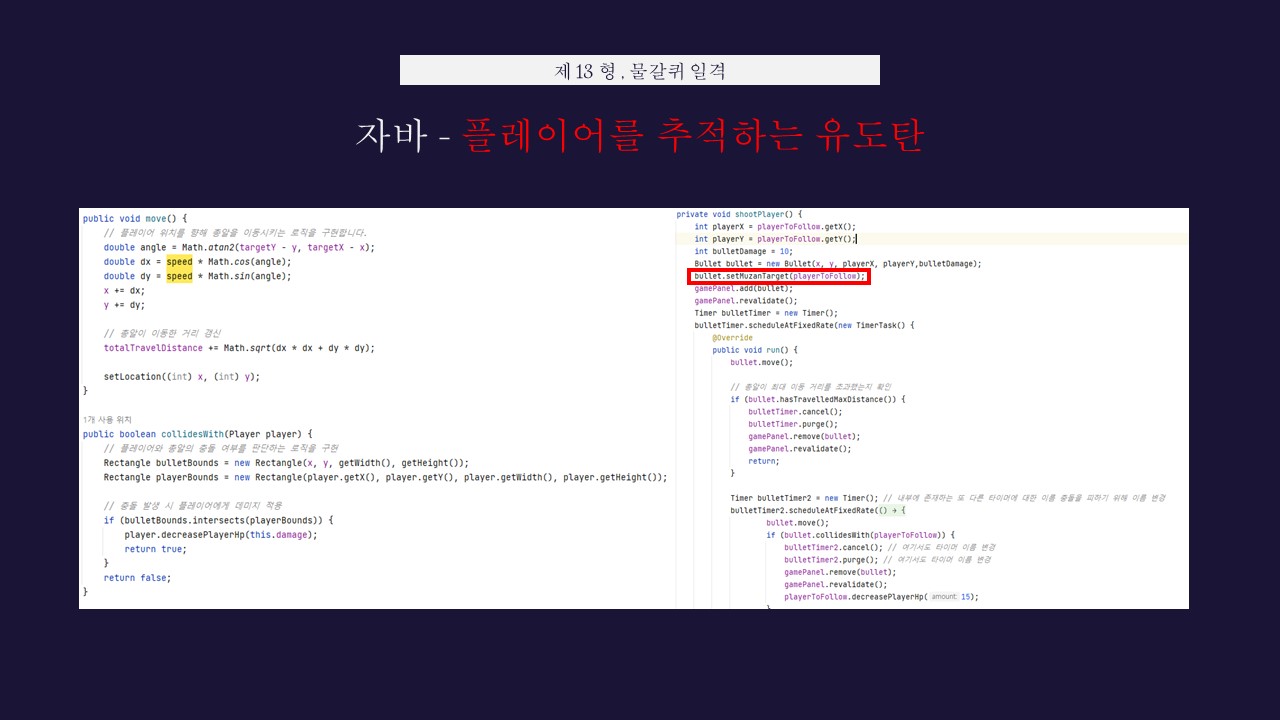 제 13 형 , 물갈퀴 일격
자바 - 플레이어를 추적하는 유도탄
public void move() {
// 플레이어 위치를 향해 총알을 이동시키는 로직을 구현합니다.
double angle = Math.atan2(targetY - y, targetX - x);
double dx = speed * Math.cos(angle);
double dy = speed * Math.sin(angle);
x += dx;
y += dy;
// 총알이 이동한 거리 갱신
totalTravelDistance += Math.sqrt(dx * dx + dy * dy);
setLocation((int) x, (int) y);
}
1개 사용 위치
public boolean collidesWith(Player player) {
// 플레이어와 총알의 충돌 여부를 판단하는 로직을 구현
Rectangle bulletBounds = new Rectangle(x, y, getWidth(), getHeight());
Rectangle playerBounds = new Rectangle(player.getX(), player.getY(), player.getWidth(), player.getHeight());
// 충돌 발생 시 플레이어에게 데미지 적용
if (bulletBounds.intersects(playerBounds)) {
player.decreasePlayerHp(this.damage);
return true;
}
return false;
}
private void shootPlayer() {
int playerX = playerToFollow.getX();
int playerY = playerToFollow.getY();
int bulletDamage = 10;
Bullet bullet = new Bullet(x, y, playerX, playerY,bulletDamage);
bullet.setMuzanTarget(playerToFollow);
gamePanel.add(bullet);
gamePanel.revalidate();
Timer bulletTimer = new Timer();
bulletTimer.scheduleAtFixedRate(new TimerTask() {
@Override
public void run() {
bullet.move();
// 총알이 최대 이동 거리를 초과했는지 확인
if (bullet.hasTravelledMaxDistance()) {
bulletTimer.cancel();
bulletTimer.purge();
gamePanel.remove(bullet);
gamePanel.revalidate();
return;
}
Timer bulletTimer2 = new Timer(); // 내부에 존재하는 또 다른 타이머에 대한 이름 충돌을 피하기 위해 이름 변경
bulletTimer2.scheduleAtFixedRate(() → {
bullet.move();
if (bullet.collidesWith(playerToFollow)) {
bulletTimer2.cancel(); // 여기서도 타이머 이름 변경
bulletTimer2.purge(); // 여기서도 타이머 이름 변경
gamePanel.remove(bullet);
gamePanel.revalidate();
playerToFollow.decreasePlayerHp( amount: 15);
}